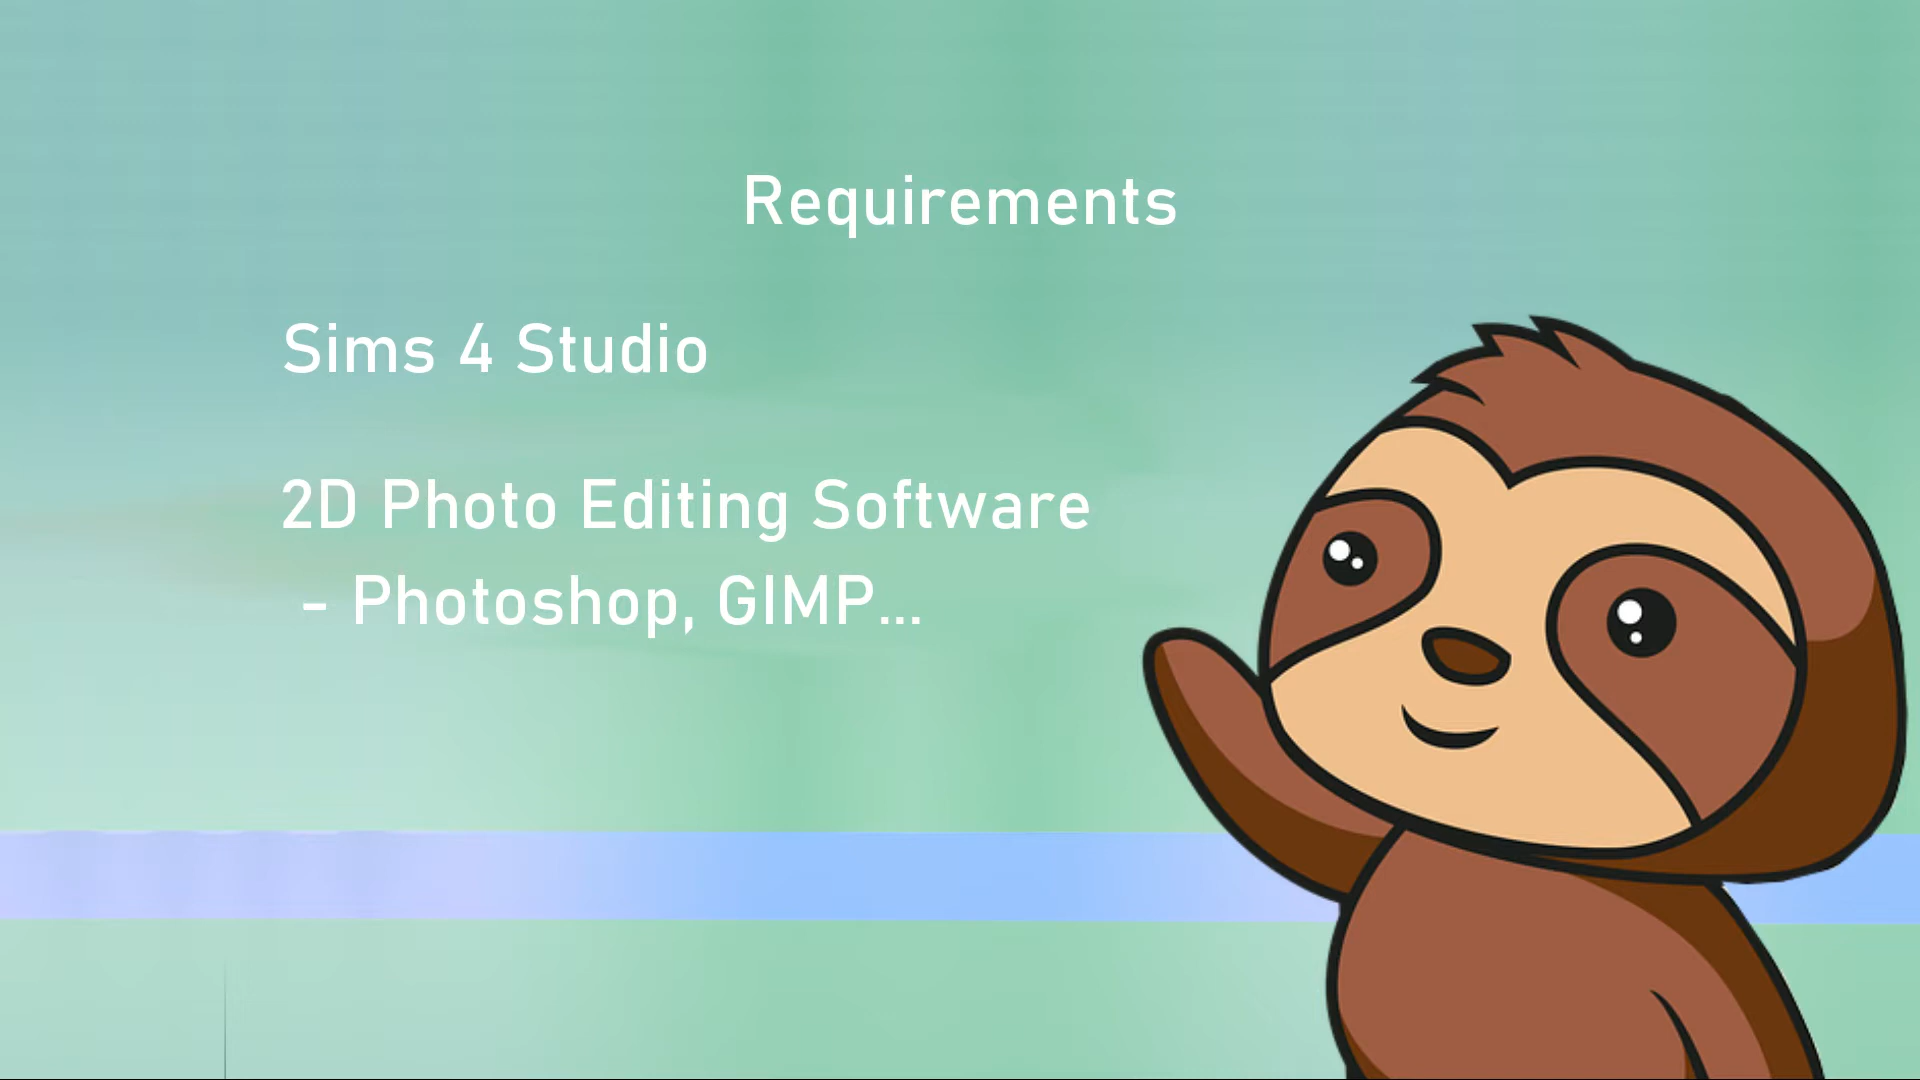 Requirements
Sims 4 Studio
2D Photo Editing Software
- Photoshop, GIMP...